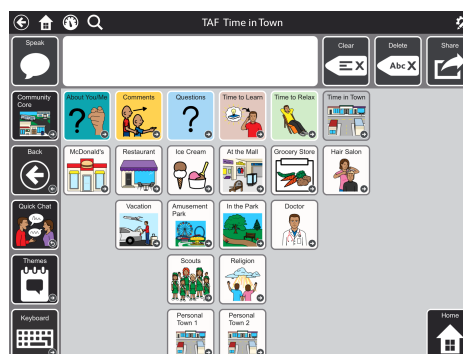 TAF Time in Town
Speak
Clear
Delete
Share
X
Abc X
Community
Core
About You/Me
Comments
Questions
Time to Learn
Time to Relax
Time in Town
?
?
Back
McDonald's
Restaurant
Ice Cream
At the Mall
Grocery Store
Hair Salon
Quick Chat
Vacation
Amusement
Park
In the Park
Doctor
Themes
Scouts
Religion
Keyboard
Personal
Town 1
Personal
Town 2
Home